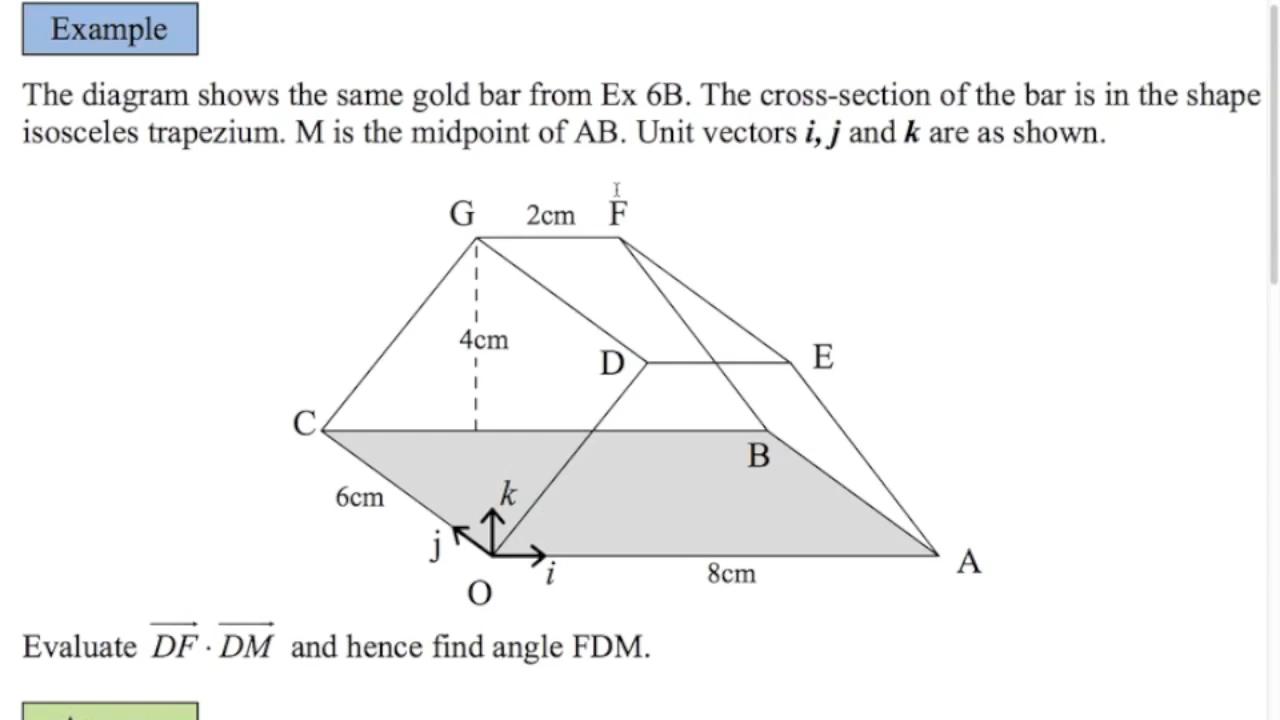 Example
The diagram shows the same gold bar from Ex 6B. The cross-section of the bar is in the shape
isosceles trapezium. M is the midpoint of AB. Unit vectors i, j and k are as shown.
G 2cm F
4cm
D E
C
B
6cm k
j
i 8cm A
O
Evaluate DF · DM and hence find angle FDM.